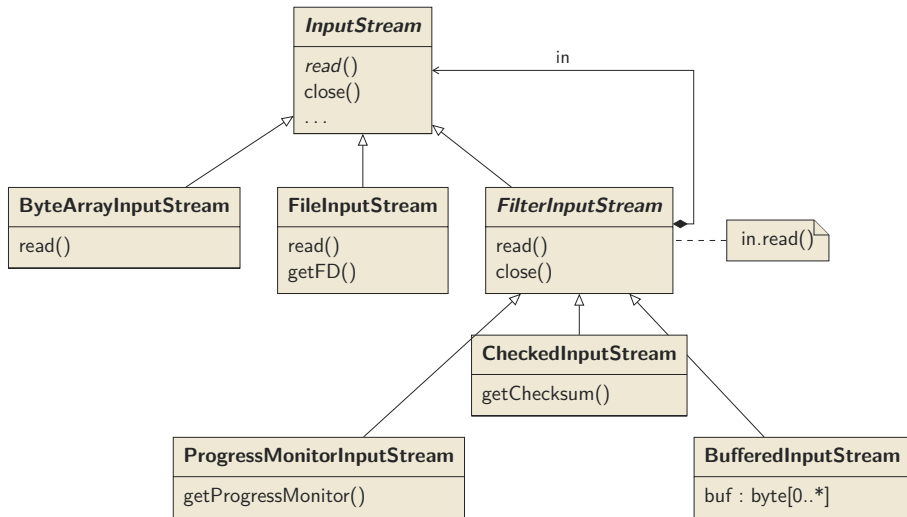 InputStream
read()
close()
. . .
in
ByteArrayInputStream
read()
FileInputStream
read()
getFD()
FilterInputStream
read()
close()
in.read()
CheckedInputStream
getChecksum()
ProgressMonitorInputStream
getProgressMonitor()
BufferedInputStream
buf : byte[0..*]